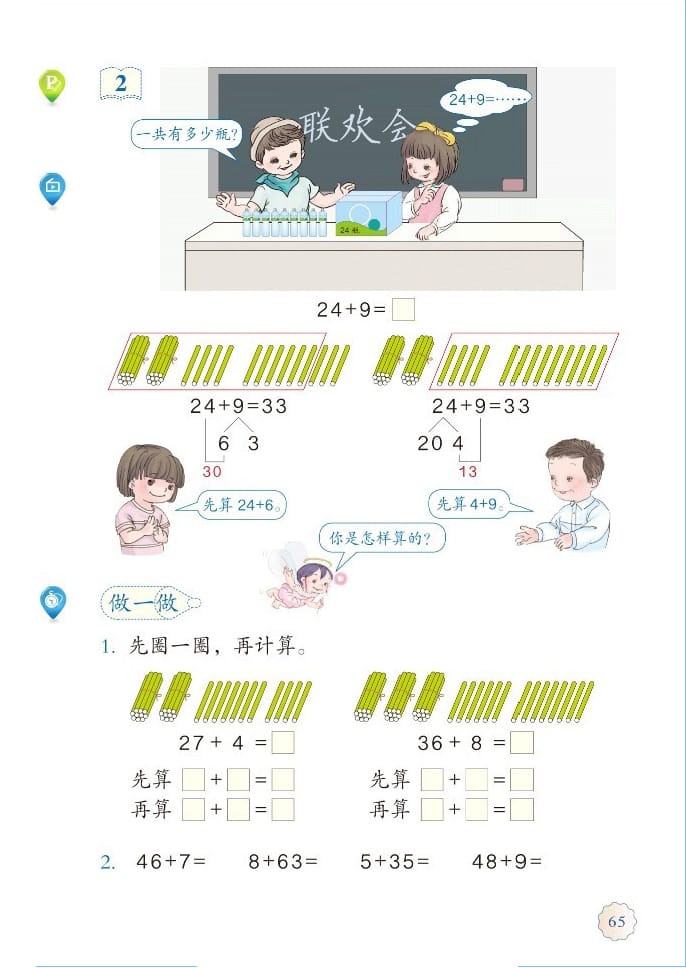 2
联欢会
24+9=……
一共有多少瓶?
24 瓶
24+9=□
24+9=33
6 3
30
24+9=33
20 4
13
先算 24+6。
先算 4+9。
你是怎样算的?
做一做
1. 先圈一圈，再计算。
27 + 4 =□
36 + 8 =□
先算 □+□=□
先算 □+□=□
再算 □+□=□
再算 □+□=□
2. 46+7= 8+63= 5+35= 48+9=
65